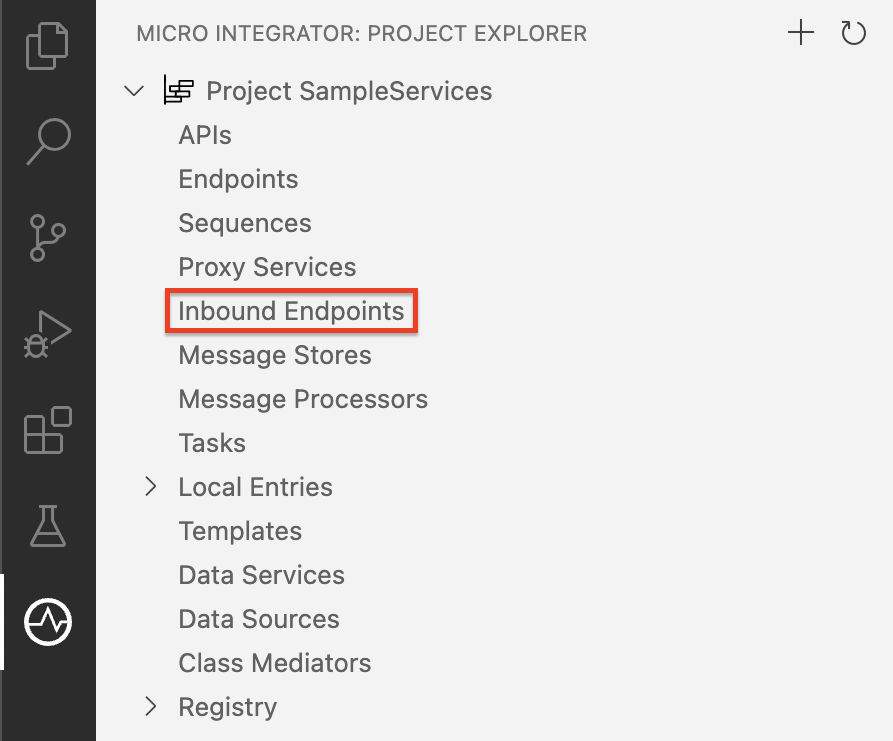 MICRO INTEGRATOR: PROJECT EXPLORER
Project SampleServices
APIs
Endpoints
Sequences
Proxy Services
Inbound Endpoints
Message Stores
Message Processors
Tasks
Local Entries
Templates
Data Services
Data Sources
Class Mediators
Registry